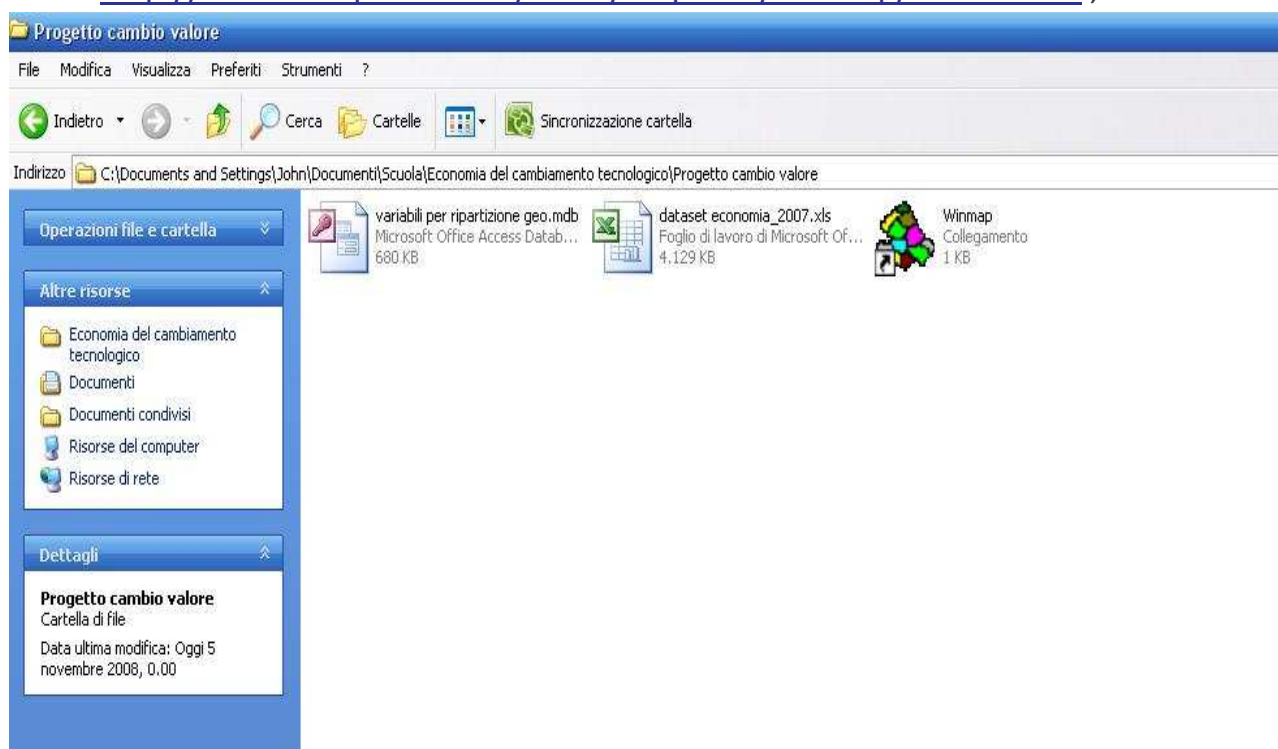 Progetto cambio valore
File Modifica Visualizza Preferiti Strumenti ?
Indietro Cerca Cartelle Sincronizzazione cartella
Indirizzo C:\Documents and Settings\John\Documenti\Scuola\Economia del cambiamento tecnologico\Progetto cambio valore
Operazioni file e cartella
Altre risorse
Economia del cambiamento
tecnologico
Documenti
Documenti condivisi
Risorse del computer
Risorse di rete
Dettagli
Progetto cambio valore
Cartella di file
Data ultima modifica: Oggi 5
novembre 2008, 0.00
variabili per ripartizione geo.mdb
Microsoft Office Access Datab...
680 KB
dataset economia_2007.xls
Foglio di lavoro di Microsoft Of...
4.129 KB
Winmap
Collegamento
1 KB